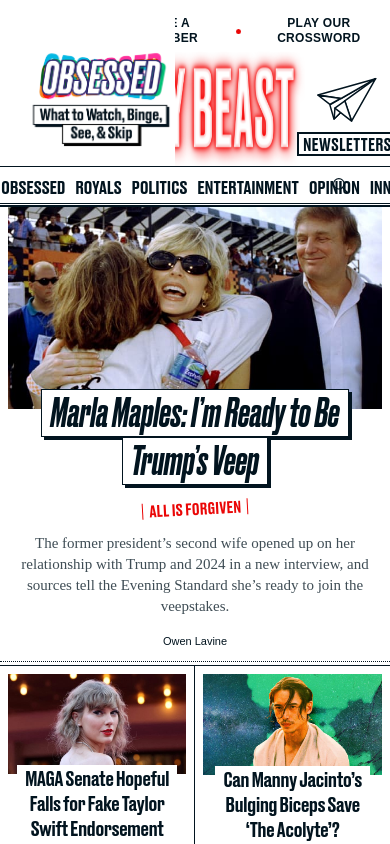 E A
BER
PLAY OUR
CROSSWORD
OBSESSED
What to Watch, Binge,
See, & Skip
Y BEAST
NEWSLETTERS
OBSESSED ROYALS POLITICS ENTERTAINMENT OPINION INN
Marla Maples: I'm Ready to Be
Trump's Veep
ALL IS FORGIVEN
The former president's second wife opened up on her
relationship with Trump and 2024 in a new interview, and
sources tell the Evening Standard she's ready to join the
veepstakes.
Owen Lavine
MAGA Senate Hopeful
Falls for Fake Taylor
Swift Endorsement
Can Manny Jacinto's
Bulging Biceps Save
'The Acolyte'?